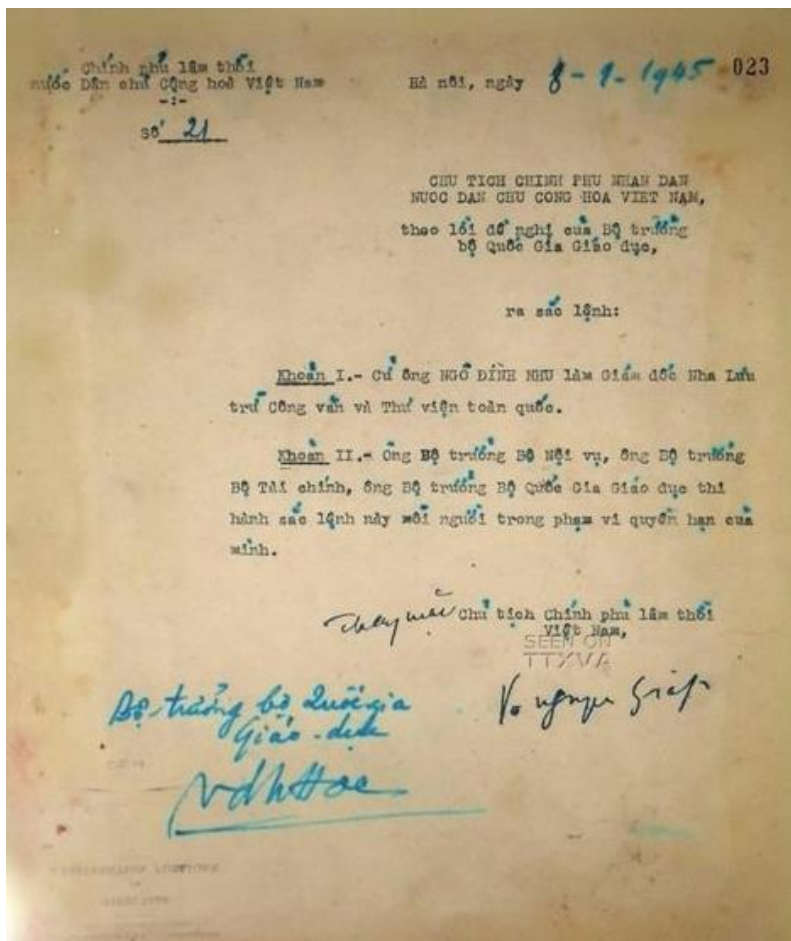 Chính phủ lâm thời
nước Dân chủ Cộng hoà Việt Nam
-:-
Số 21
Hà nội, ngày 8-9-1945
023
CHU TICH CHINH PHU NHAN DAN
NUOC DAN CHU CONG HOA VIET NAM,
theo lời đề nghị của Bộ trưởng
bộ Quốc Gia Giáo dục,
ra sắc lệnh:
Khoản I.- Cử ông NGÔ ĐÌNH NHU làm Giám đốc Nha Lưu
trữ Công văn và Thư viện toàn quốc.
Khoản II.- Ông Bộ trưởng Bộ Nội vụ, ông Bộ trưởng
Bộ Tài chính, ông Bộ trưởng Bộ Quốc Gia Giáo dục thi
hành sắc lệnh này mỗi người trong phạm vi quyền hạn của
mình.
Thay mặt Chủ tịch Chính phủ lâm thời
Việt Nam,
SEEN ON
TTXVA
Võ nguyên Giáp
Bộ-trưởng bộ Quốc-gia
Giáo-dục
VđhHoe